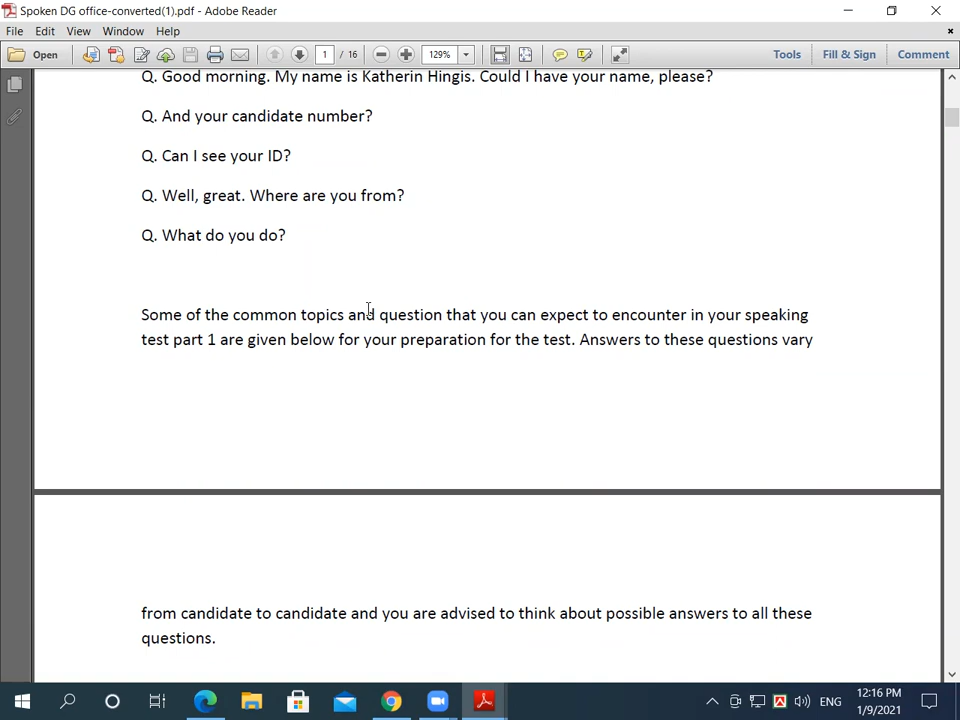 Spoken DG office-converted(1).pdf - Adobe Reader
File Edit View Window Help
Open 1 / 16 129% Tools Fill & Sign Comment
Q. Good morning. My name is Katherin Hingis. Could I have your name, please?
Q. And your candidate number?
Q. Can I see your ID?
Q. Well, great. Where are you from?
Q. What do you do?
Some of the common topics and question that you can expect to encounter in your speaking
test part 1 are given below for your preparation for the test. Answers to these questions vary
from candidate to candidate and you are advised to think about possible answers to all these
questions.
ENG
12:16 PM
1/9/2021